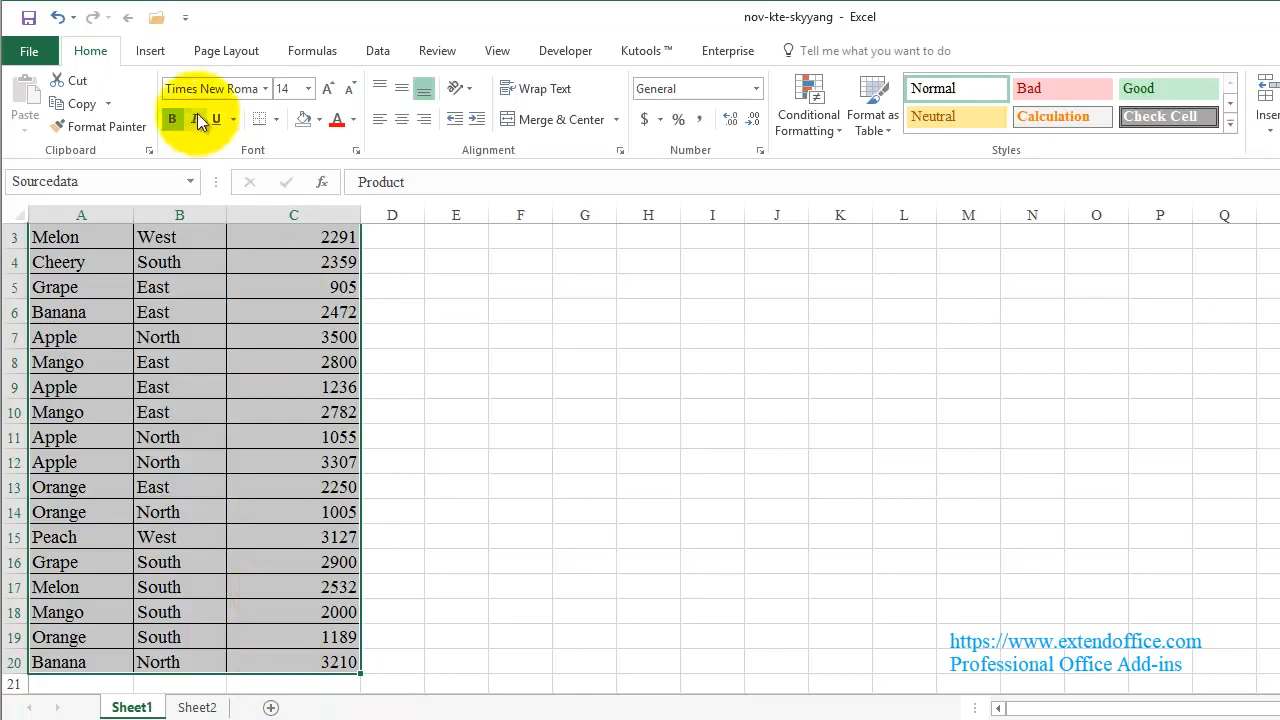 nov-kte-skyyang - Excel
File Home Insert Page Layout Formulas Data Review View Developer Kutools ™ Enterprise Tell me what you want to do
Paste
Cut
Copy
Format Painter
Clipboard
Times New Roma 14
B I U
Font
Wrap Text
Merge & Center
Alignment
General
$ % ,
Number
Conditional
Formatting
Format as
Table
Normal Bad Good
Neutral Calculation Check Cell
Styles
Inser
Sourcedata fx Product
A B C D E F G H I J K L M N O P Q
3 Melon West 2291
4 Cheery South 2359
5 Grape East 905
6 Banana East 2472
7 Apple North 3500
8 Mango East 2800
9 Apple East 1236
10 Mango East 2782
11 Apple North 1055
12 Apple North 3307
13 Orange East 2250
14 Orange North 1005
15 Peach West 3127
16 Grape South 2900
17 Melon South 2532
18 Mango South 2000
19 Orange South 1189
20 Banana North 3210
21
https://www.extendoffice.com
Professional Office Add-ins
Sheet1 Sheet2